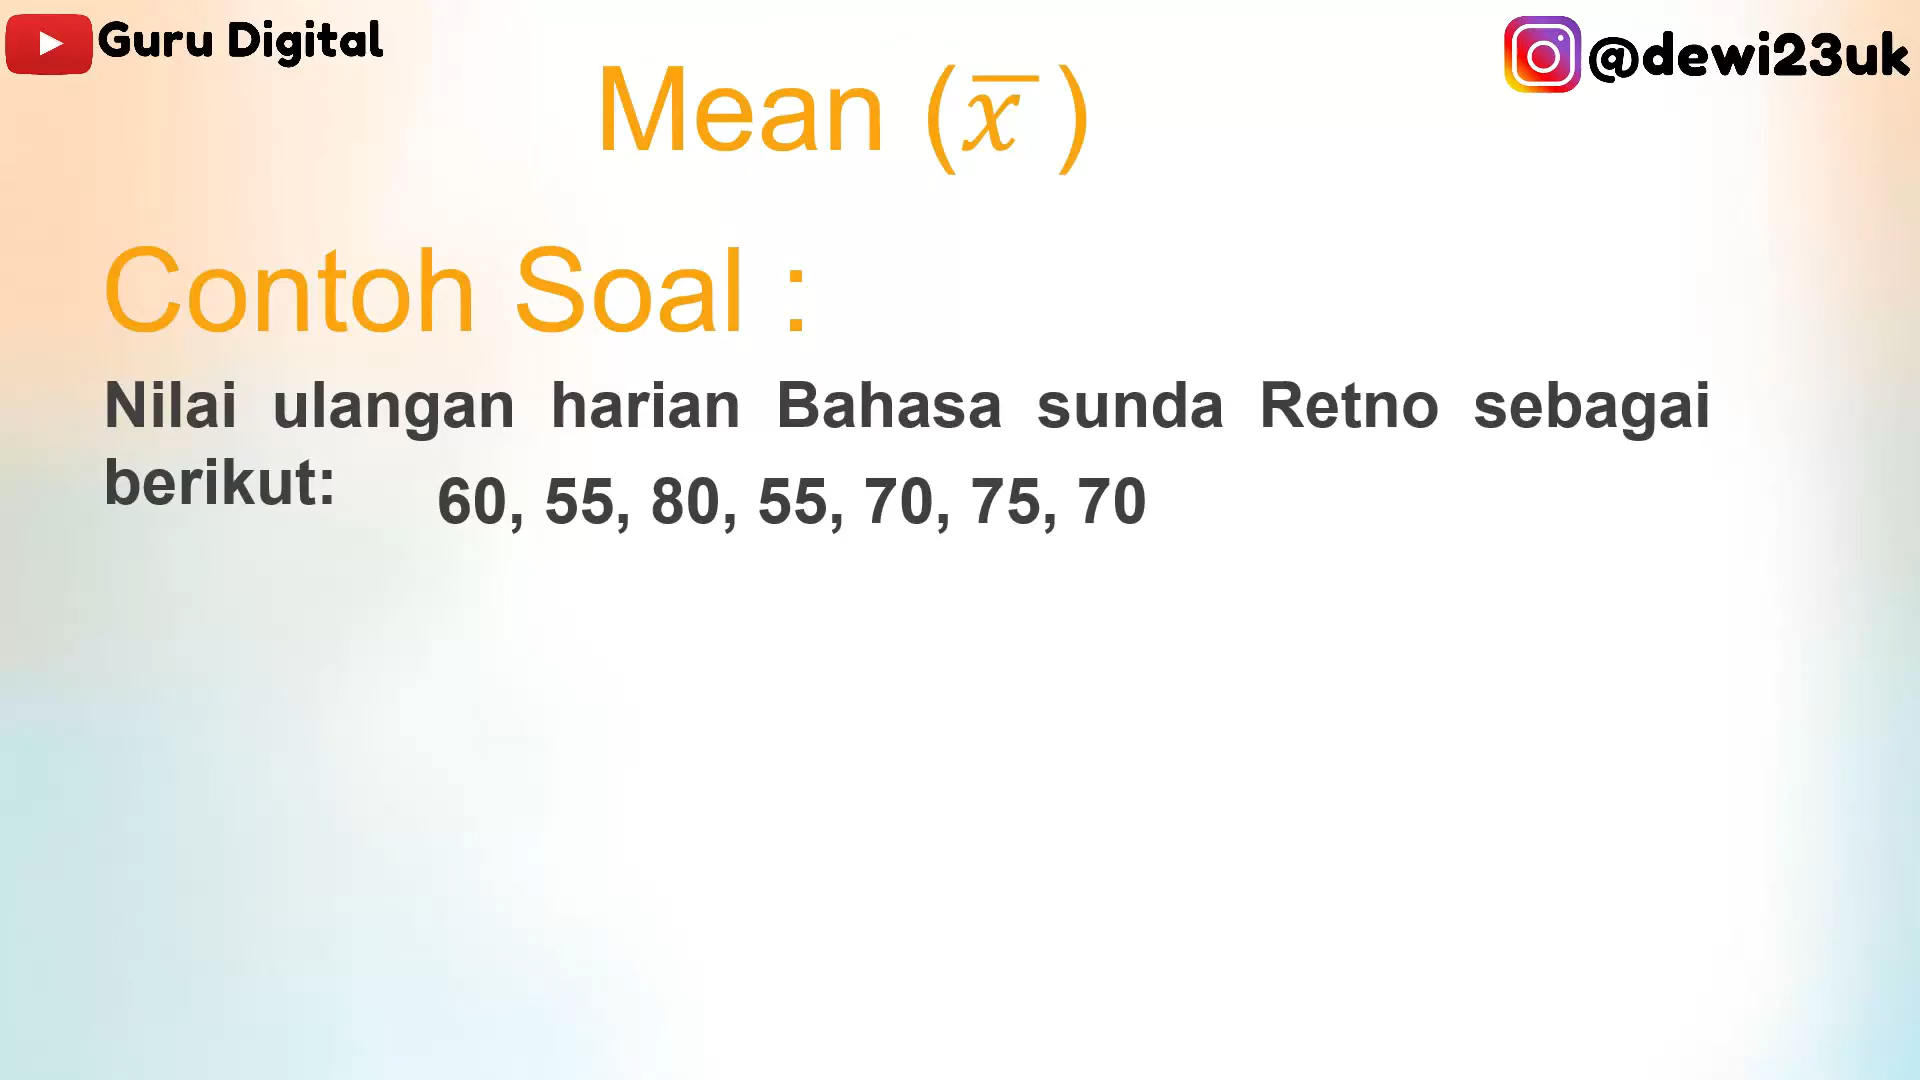 Guru Digital
@dewi23uk
Mean (x̅ )
Contoh Soal :
Nilai ulangan harian Bahasa sunda Retno sebagai
berikut: 60, 55, 80, 55, 70, 75, 70